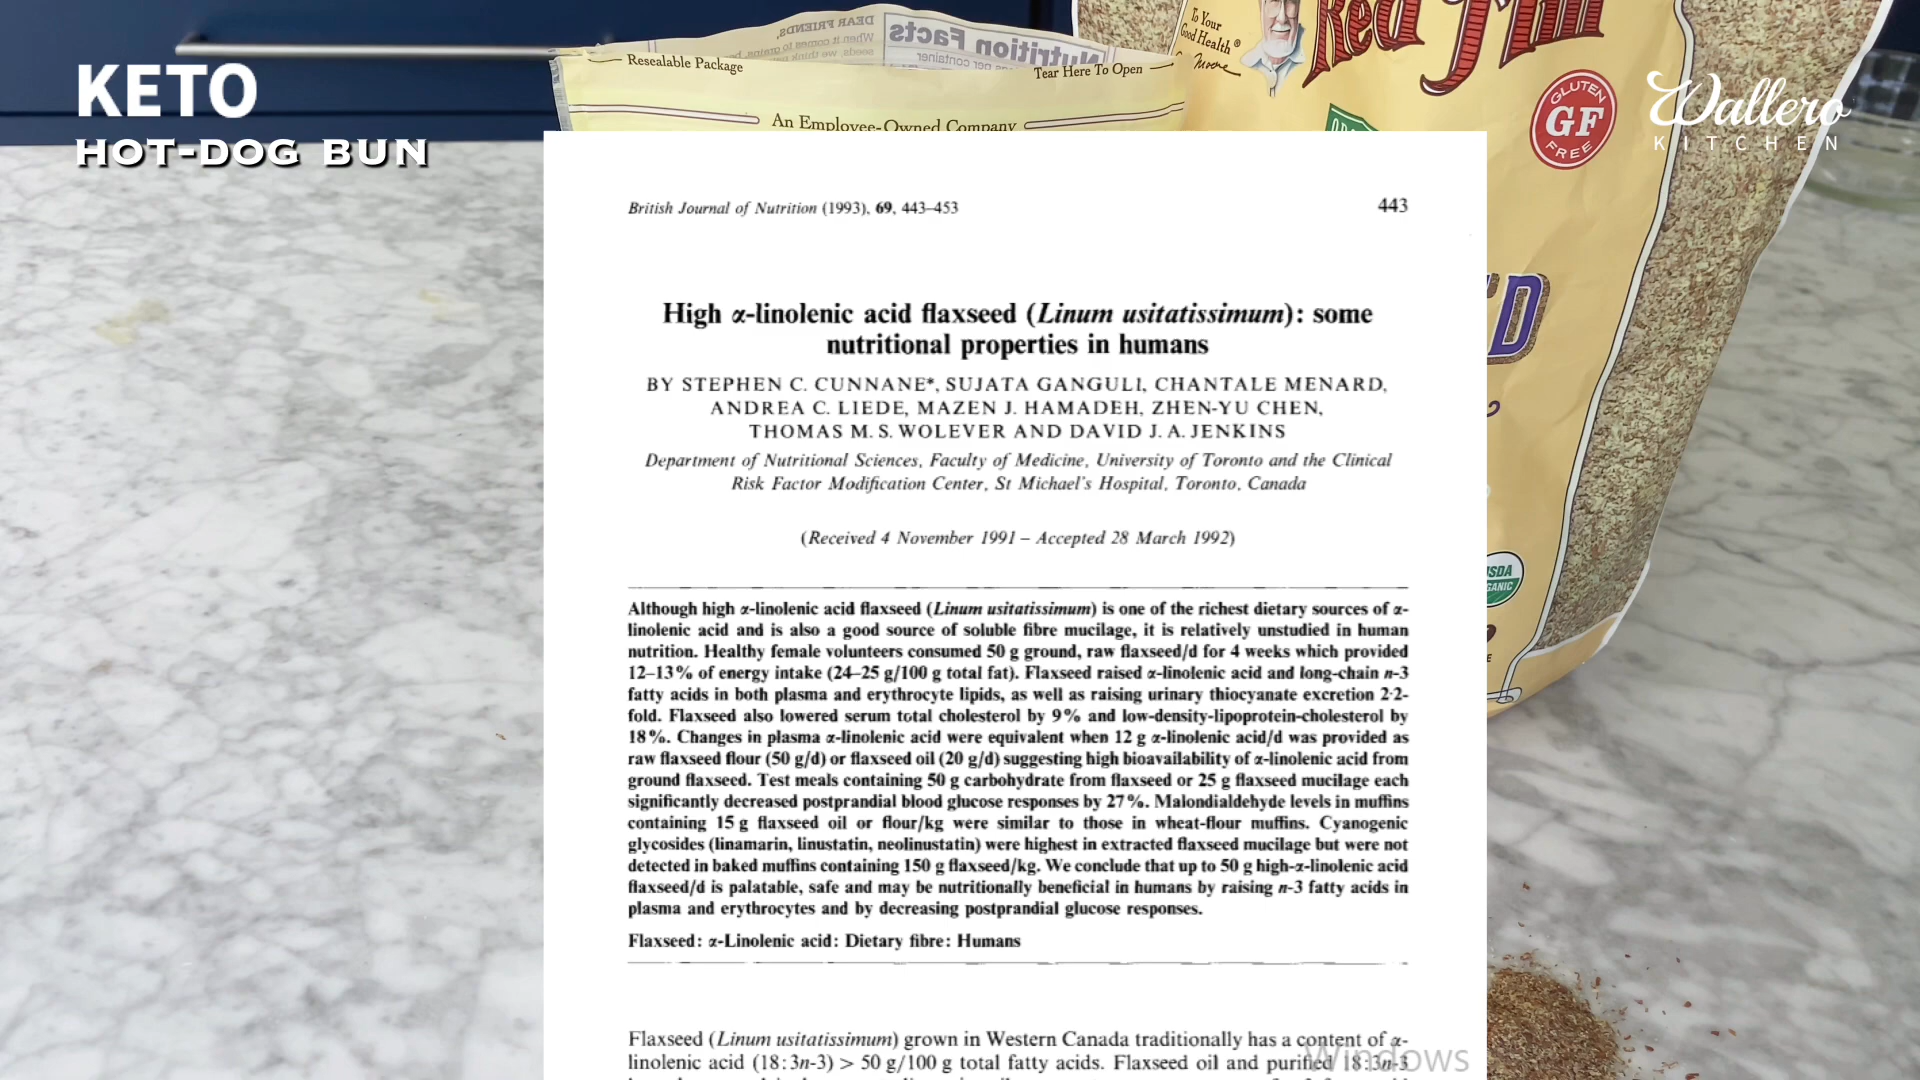 KETO
HOT-DOG BUN
DEAR FRIENDS,
Nutrition Facts
Resealable Package
Tear Here To Open
An Employee-Owned Company
To Your
Good Health
Moore
Red Mill
GLUTEN
GF
FREE
Wallero
KITCHEN
British Journal of Nutrition (1993), 69, 443–453
443
High α-linolenic acid flaxseed (Linum usitatissimum): some
nutritional properties in humans
BY STEPHEN C. CUNNANE*, SUJATA GANGULI, CHANTALE MENARD,
ANDREA C. LIEDE, MAZEN J. HAMADEH, ZHEN-YU CHEN,
THOMAS M. S. WOLEVER AND DAVID J. A. JENKINS
Department of Nutritional Sciences, Faculty of Medicine, University of Toronto and the Clinical
Risk Factor Modification Center, St Michael's Hospital, Toronto, Canada
(Received 4 November 1991 – Accepted 28 March 1992)
Although high α-linolenic acid flaxseed (Linum usitatissimum) is one of the richest dietary sources of α-
linolenic acid and is also a good source of soluble fibre mucilage, it is relatively unstudied in human
nutrition. Healthy female volunteers consumed 50 g ground, raw flaxseed/d for 4 weeks which provided
12–13% of energy intake (24–25 g/100 g total fat). Flaxseed raised α-linolenic acid and long-chain n-3
fatty acids in both plasma and erythrocyte lipids, as well as raising urinary thiocyanate excretion 2·2-
fold. Flaxseed also lowered serum total cholesterol by 9% and low-density-lipoprotein-cholesterol by
18%. Changes in plasma α-linolenic acid were equivalent when 12 g α-linolenic acid/d was provided as
raw flaxseed flour (50 g/d) or flaxseed oil (20 g/d) suggesting high bioavailability of α-linolenic acid from
ground flaxseed. Test meals containing 50 g carbohydrate from flaxseed or 25 g flaxseed mucilage each
significantly decreased postprandial blood glucose responses by 27%. Malondialdehyde levels in muffins
containing 15 g flaxseed oil or flour/kg were similar to those in wheat-flour muffins. Cyanogenic
glycosides (linamarin, linustatin, neolinustatin) were highest in extracted flaxseed mucilage but were not
detected in baked muffins containing 150 g flaxseed/kg. We conclude that up to 50 g high-α-linolenic acid
flaxseed/d is palatable, safe and may be nutritionally beneficial in humans by raising n-3 fatty acids in
plasma and erythrocytes and by decreasing postprandial glucose responses.
Flaxseed: α-Linolenic acid: Dietary fibre: Humans
Flaxseed (Linum usitatissimum) grown in Western Canada traditionally has a content of α-
linolenic acid (18:3n-3) > 50 g/100 g total fatty acids. Flaxseed oil and purified 18:3n-3
Windows
D
USDA